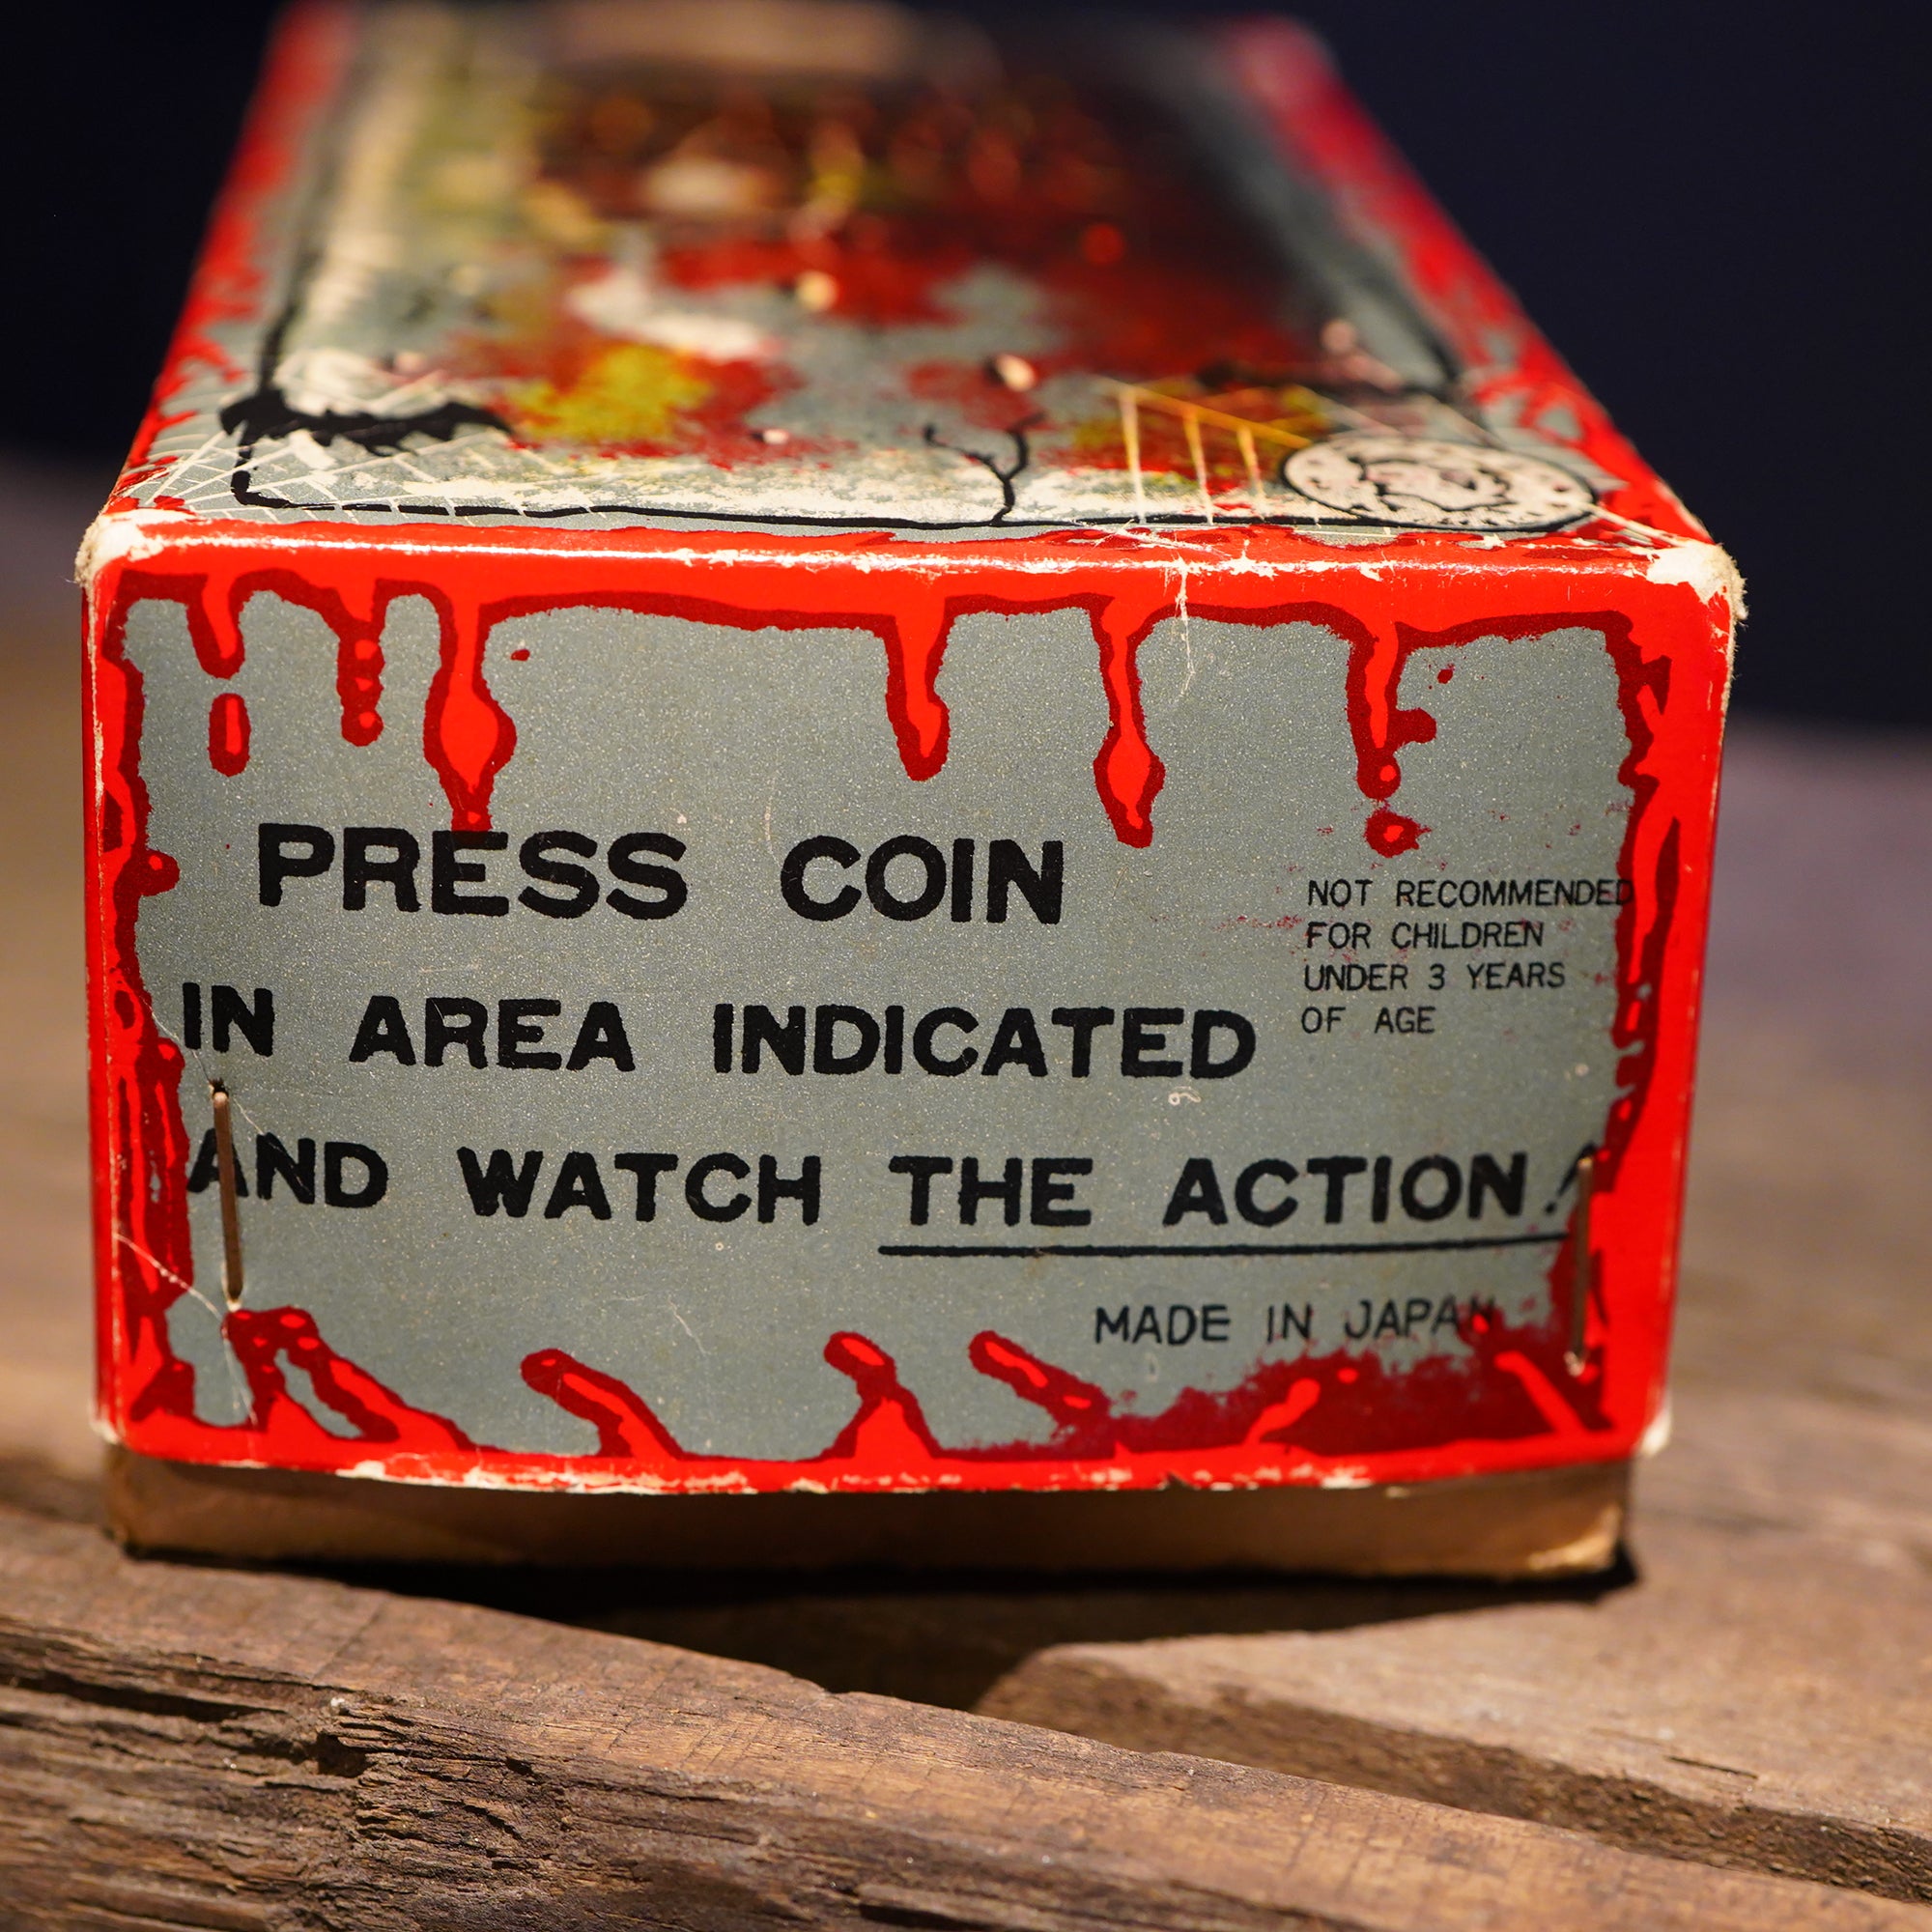 PRESS COIN
IN AREA INDICATED
AND WATCH THE ACTION!
NOT RECOMMENDED
FOR CHILDREN
UNDER 3 YEARS
OF AGE
MADE IN JAPAN